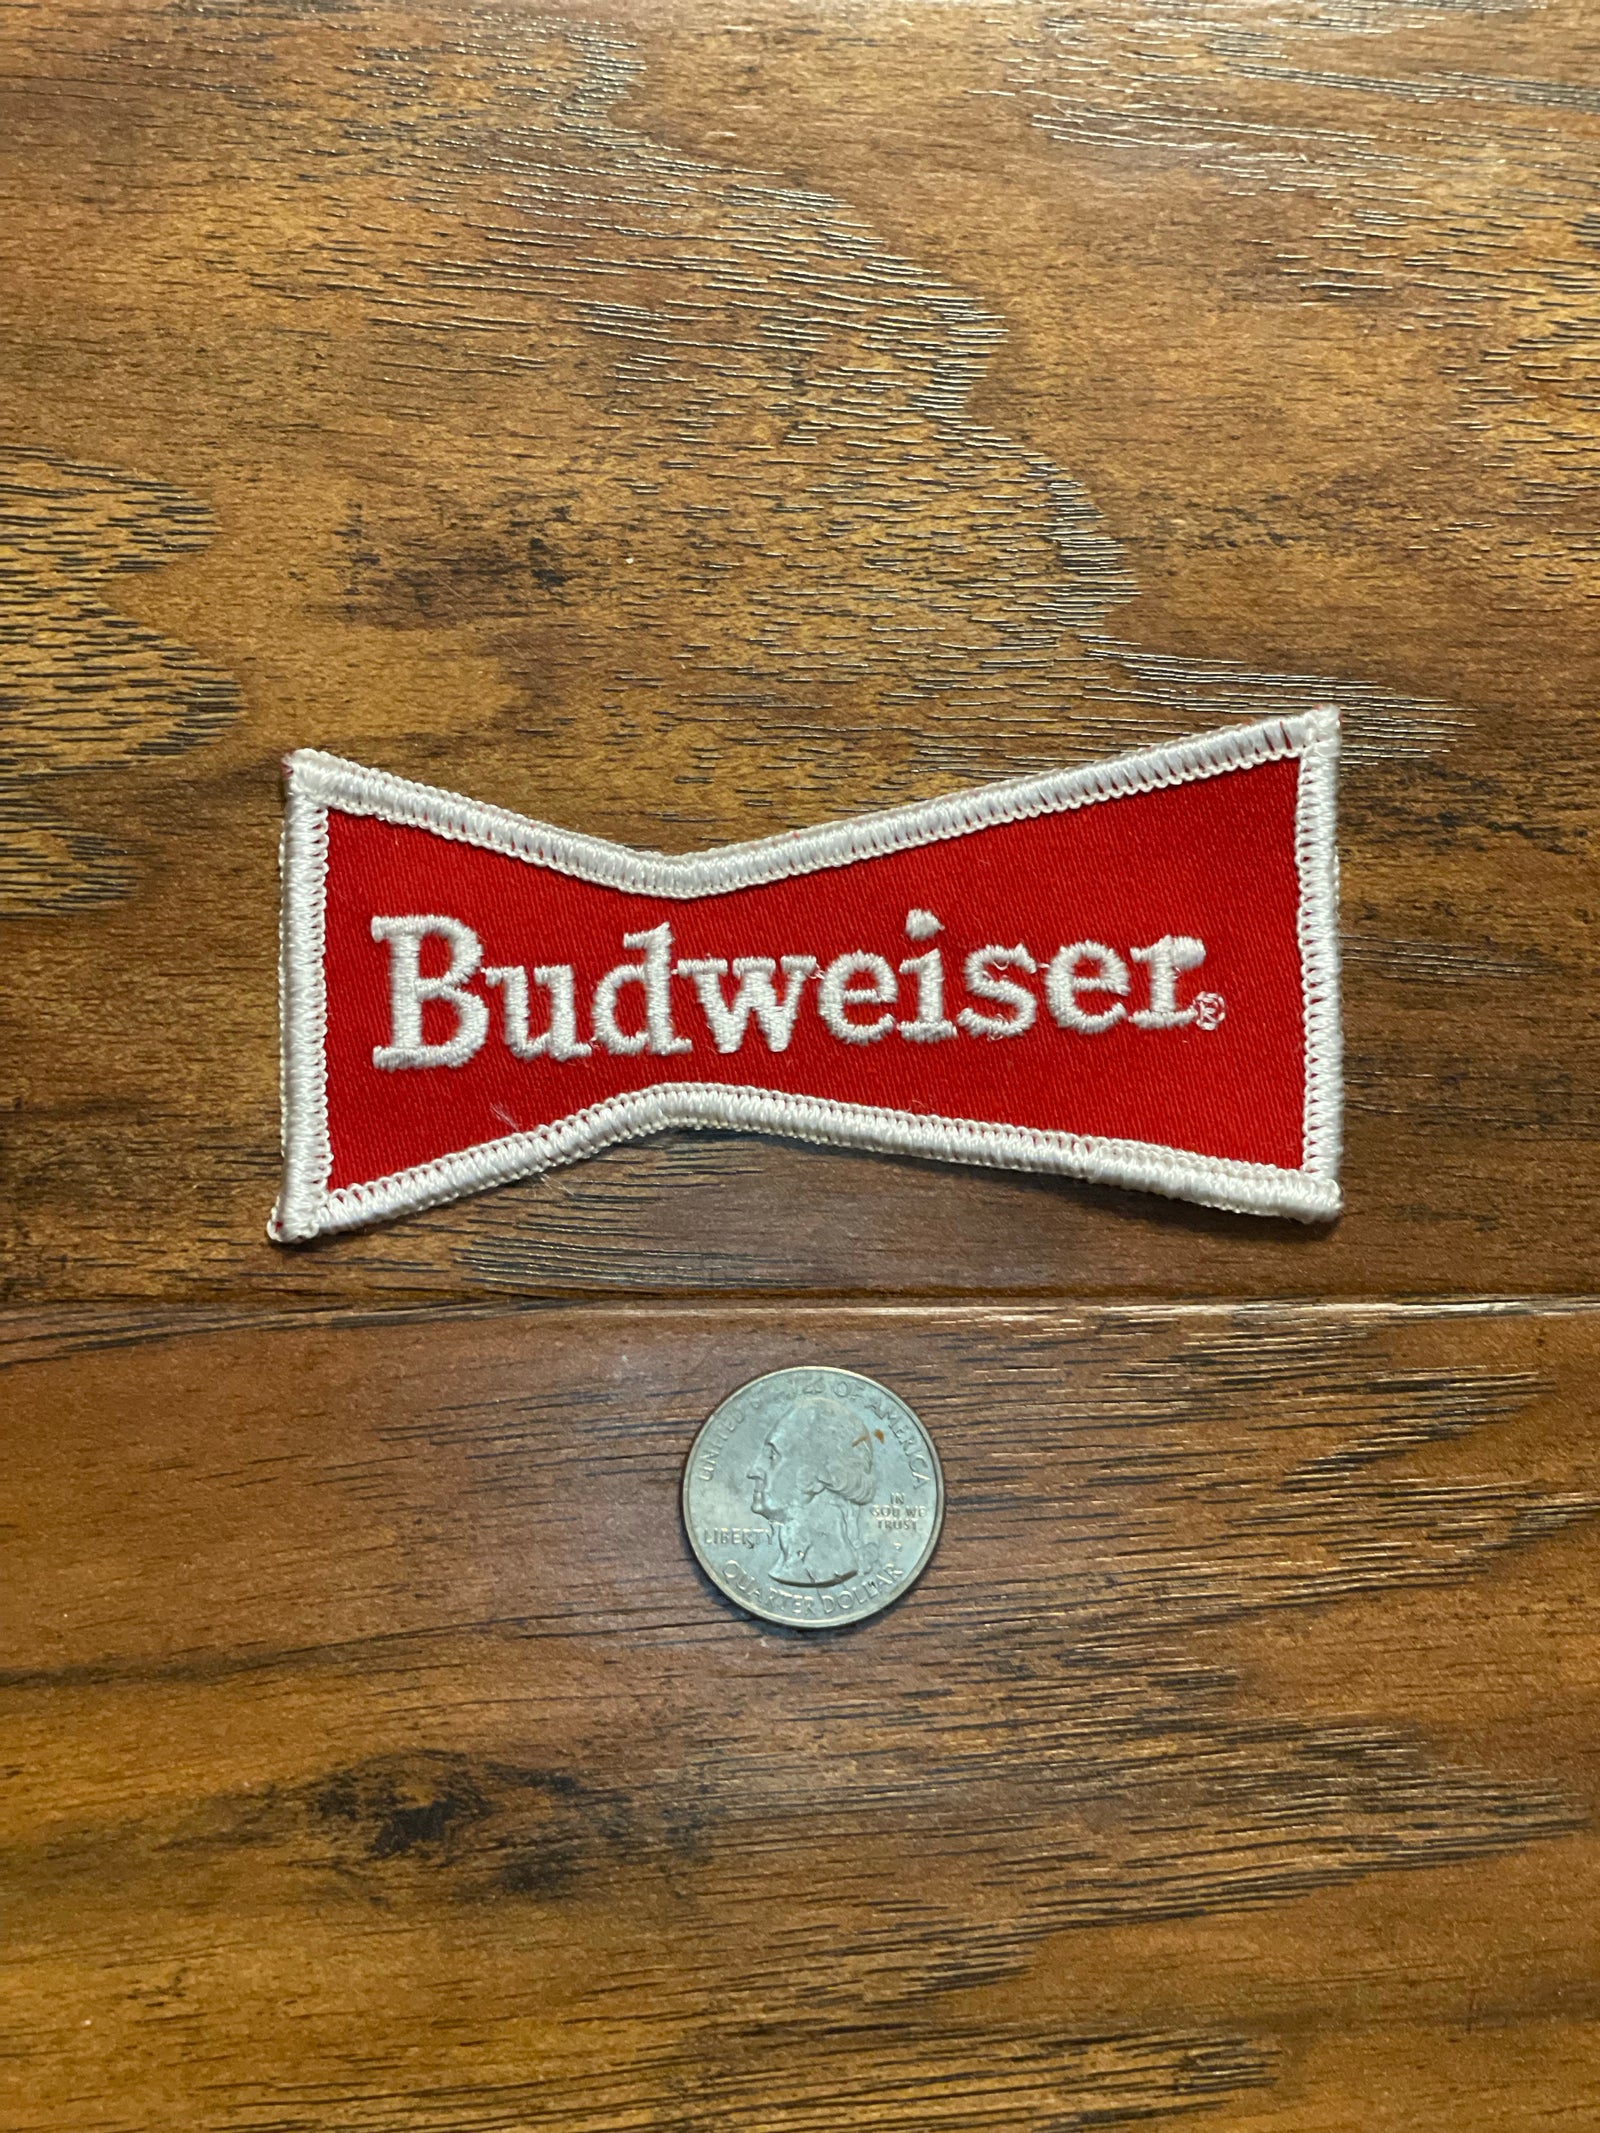 Budweiser®
UNITED STATES OF AMERICA
IN
GOD WE
TRUST
LIBERTY
QUARTER DOLLAR